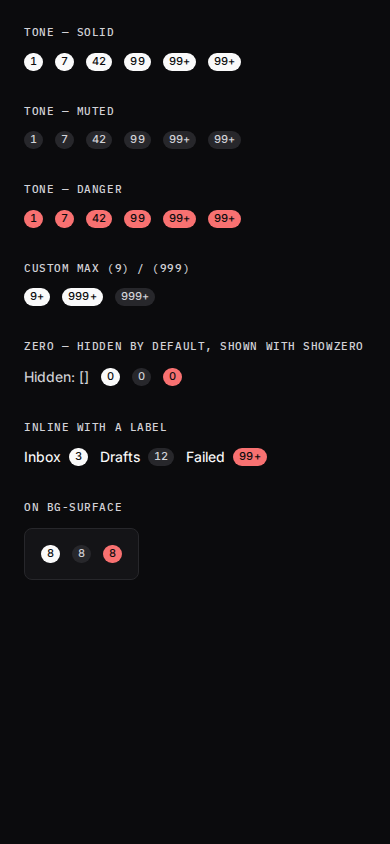 TONE — SOLID
1 7 42 99 99+ 99+
TONE — MUTED
1 7 42 99 99+ 99+
TONE — DANGER
1 7 42 99 99+ 99+
CUSTOM MAX (9) / (999)
9+ 999+ 999+
ZERO — HIDDEN BY DEFAULT, SHOWN WITH SHOWZERO
Hidden: [] 0 0 0
INLINE WITH A LABEL
Inbox 3 Drafts 12 Failed 99+
ON BG-SURFACE
8 8 8